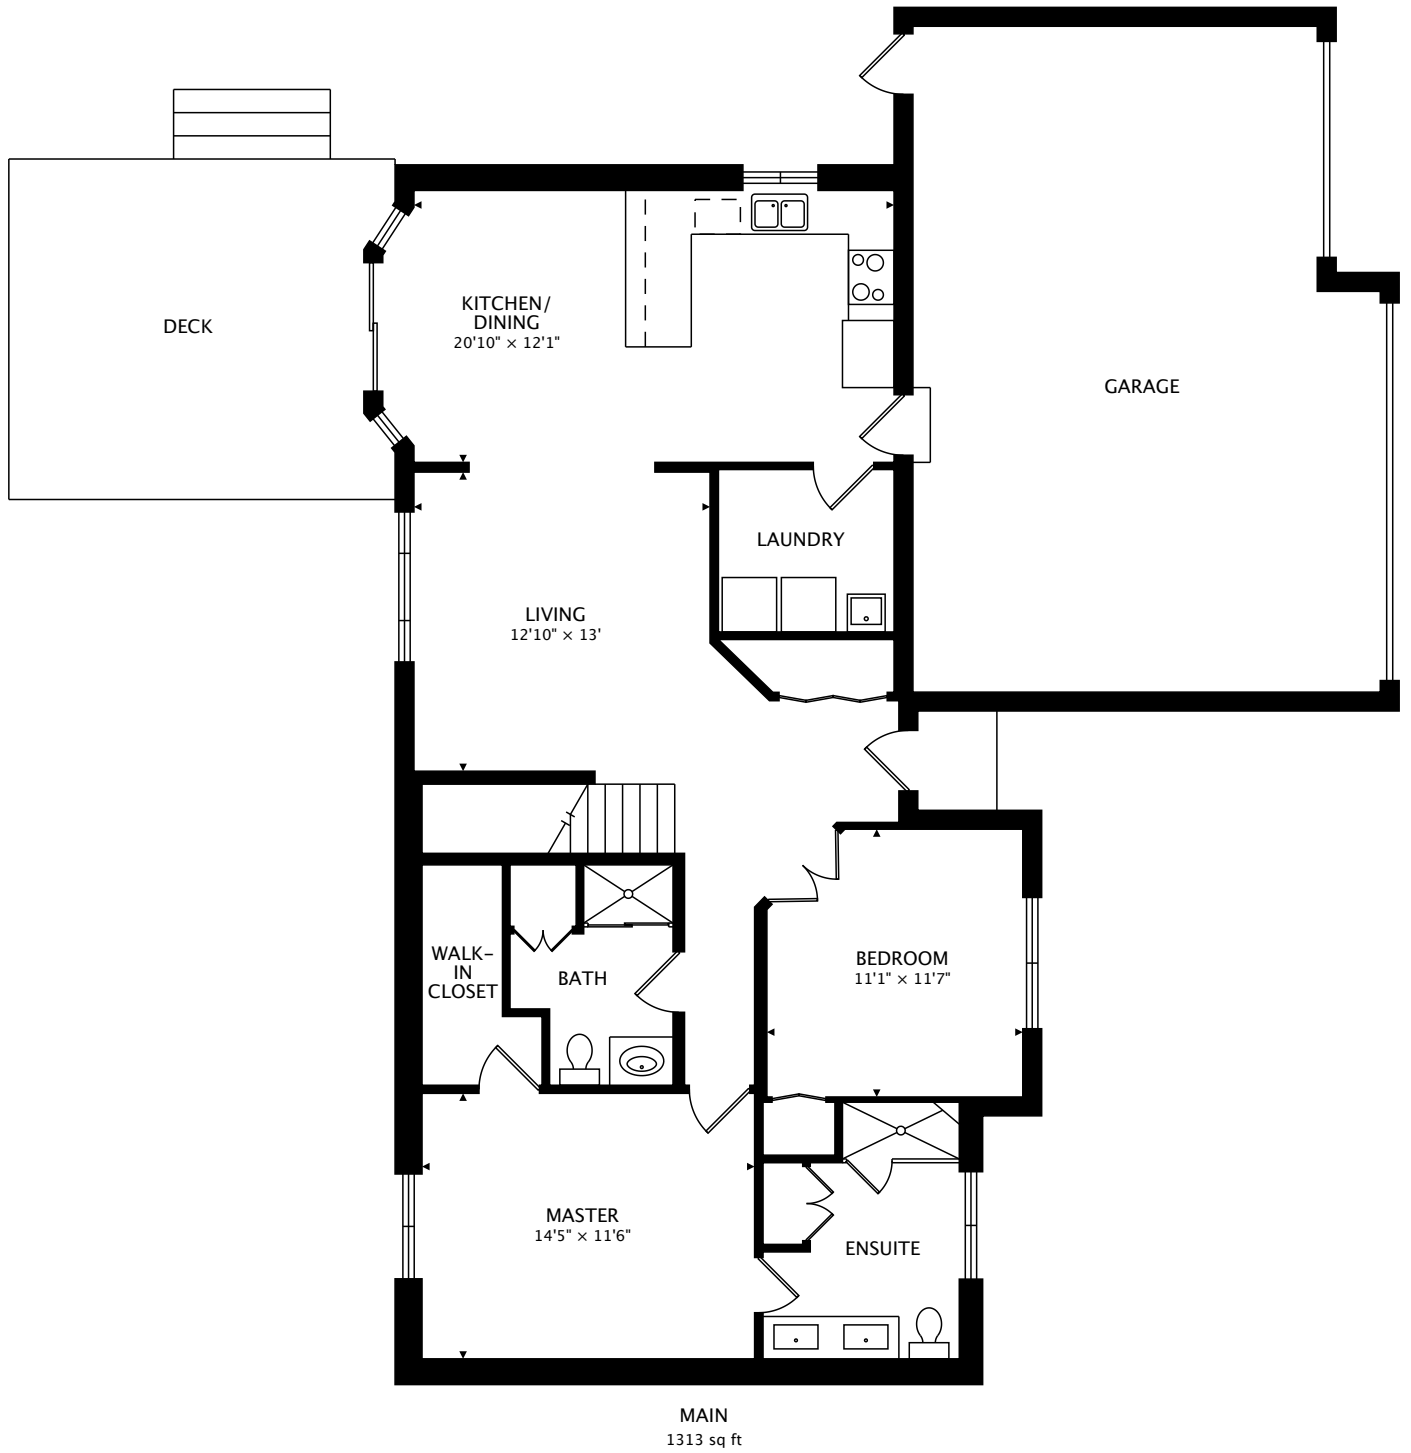 KITCHEN/
DINING
20'10" × 12'1"
DECK
GARAGE
LAUNDRY
LIVING
12'10" × 13'
WALK-
IN
CLOSET
BATH
BEDROOM
11'1" × 11'7"
MASTER
14'5" × 11'6"
ENSUITE
MAIN
1313 sq ft